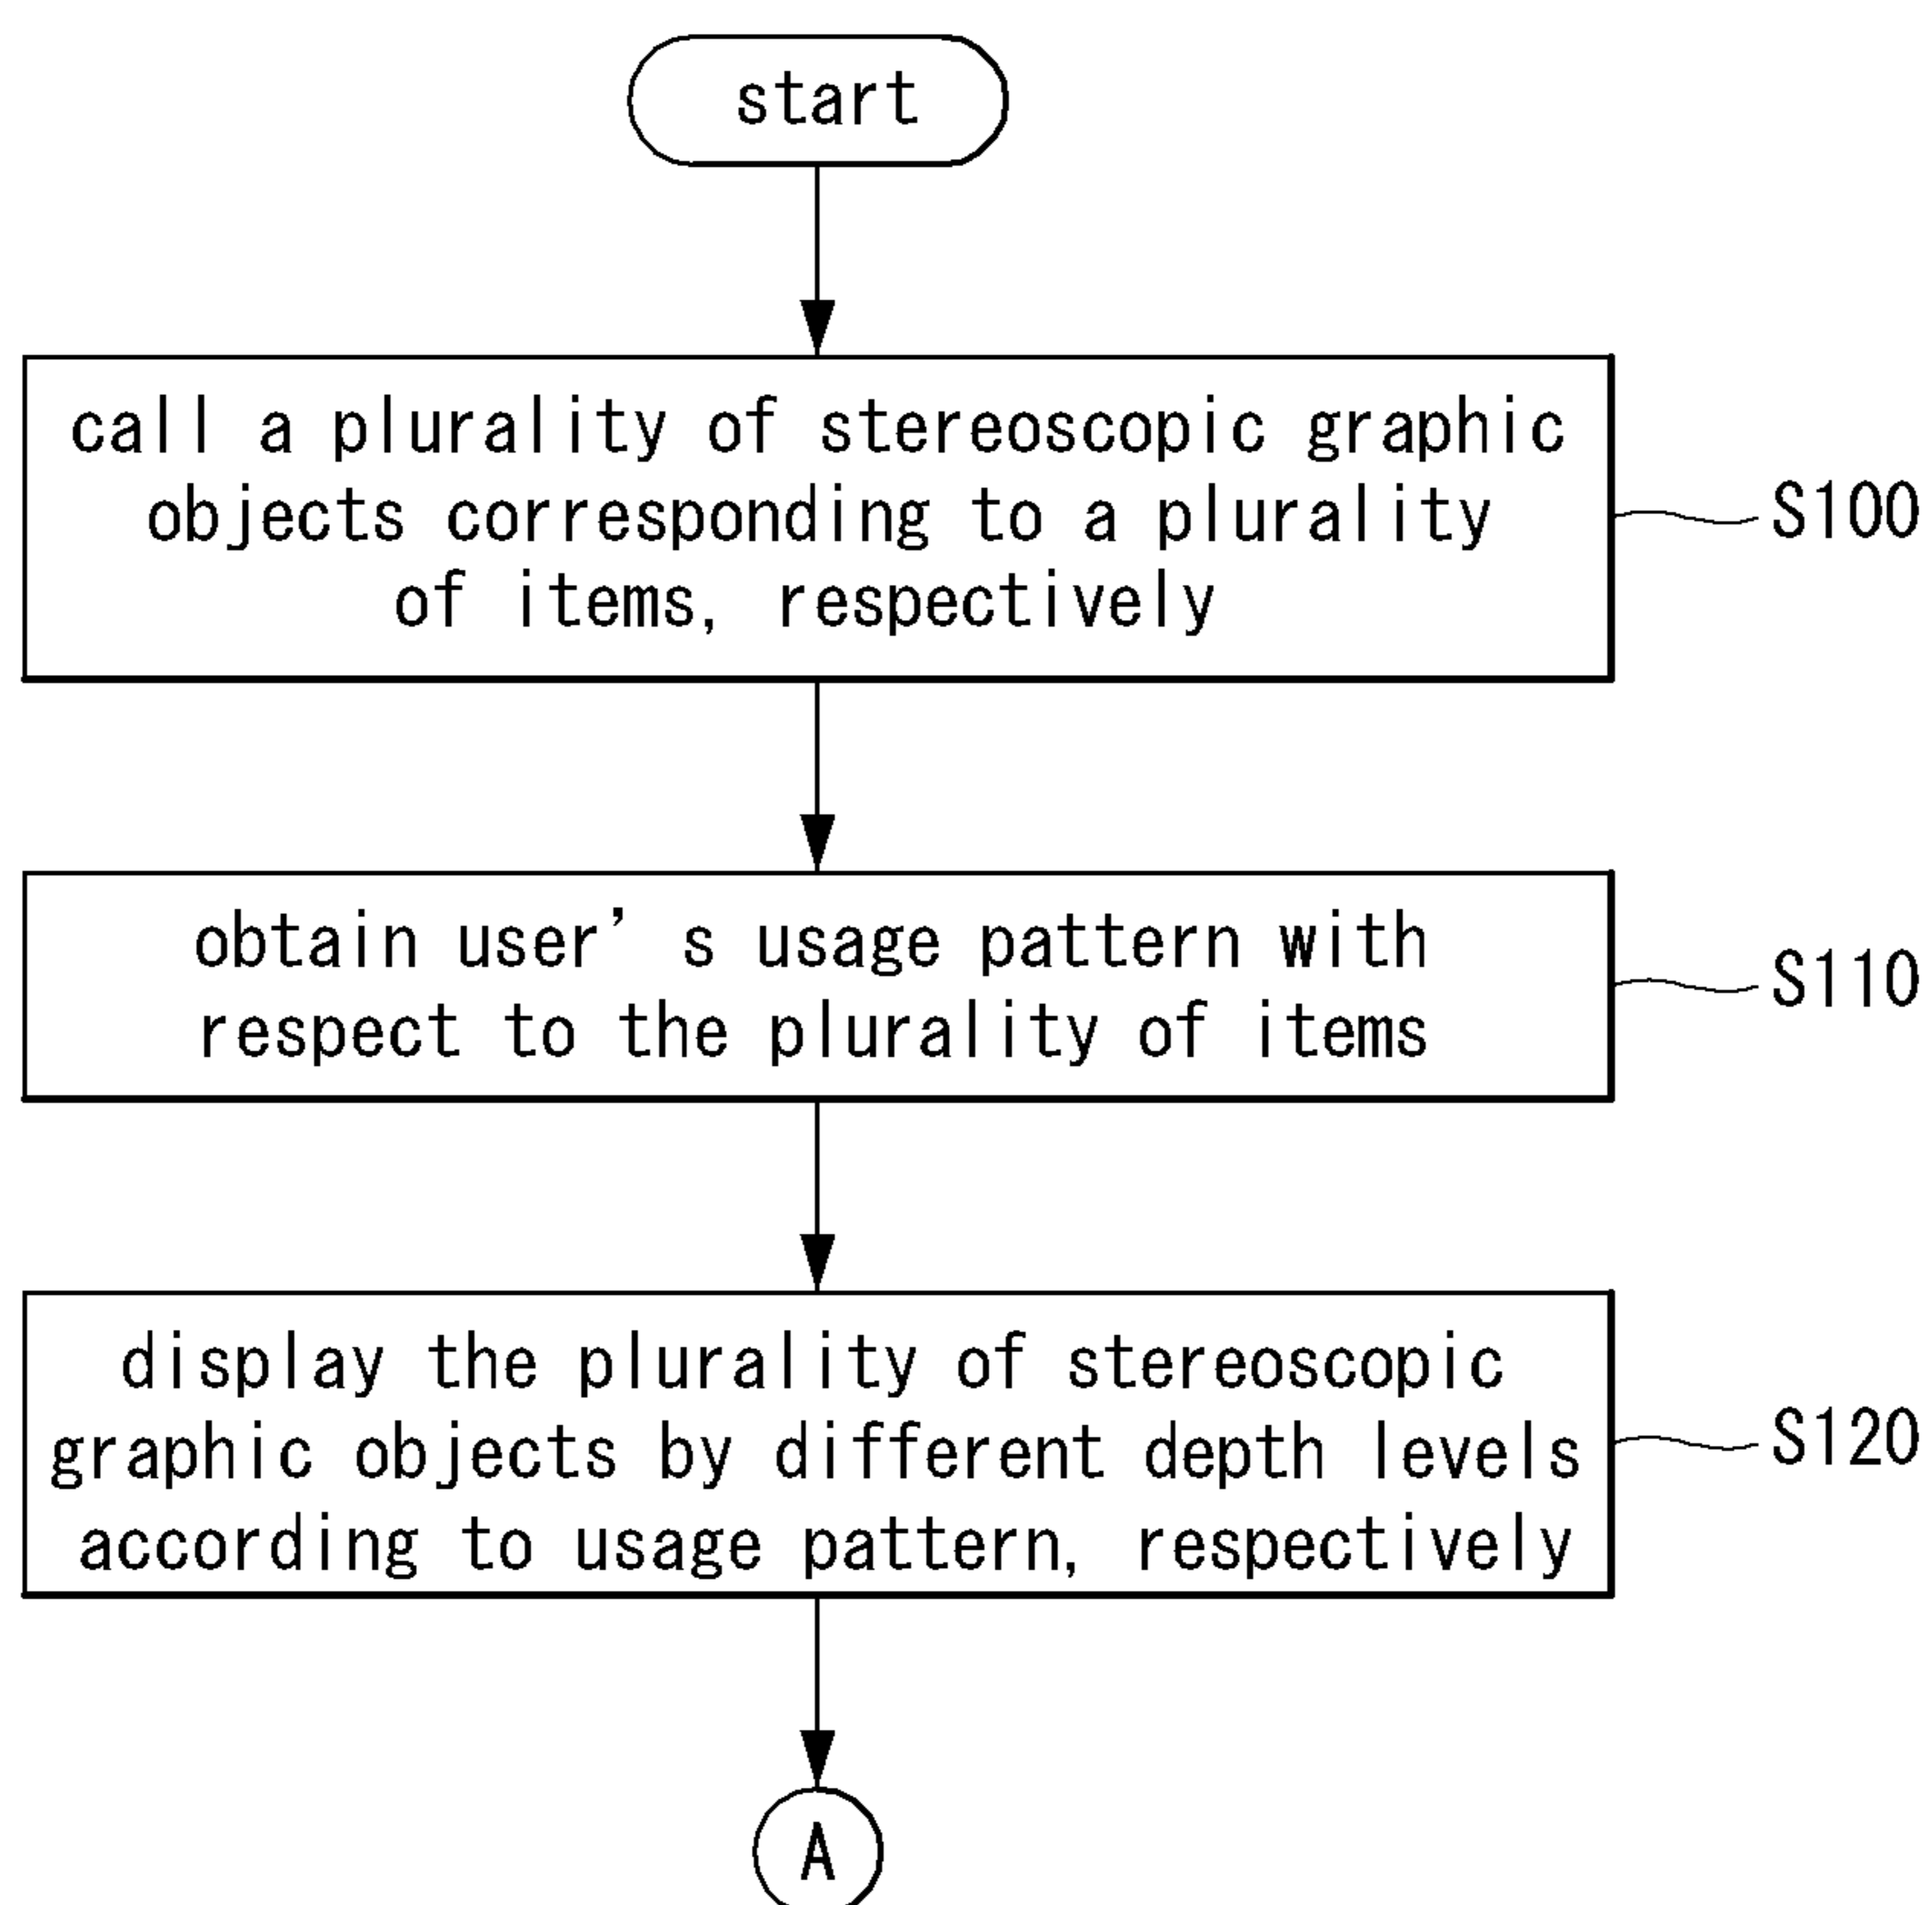 start
call a plurality of stereoscopic graphic
objects corresponding to a plurality
of items, respectively
S100
obtain user's usage pattern with
respect to the plurality of items
S110
display the plurality of stereoscopic
graphic objects by different depth levels
according to usage pattern, respectively
S120
A